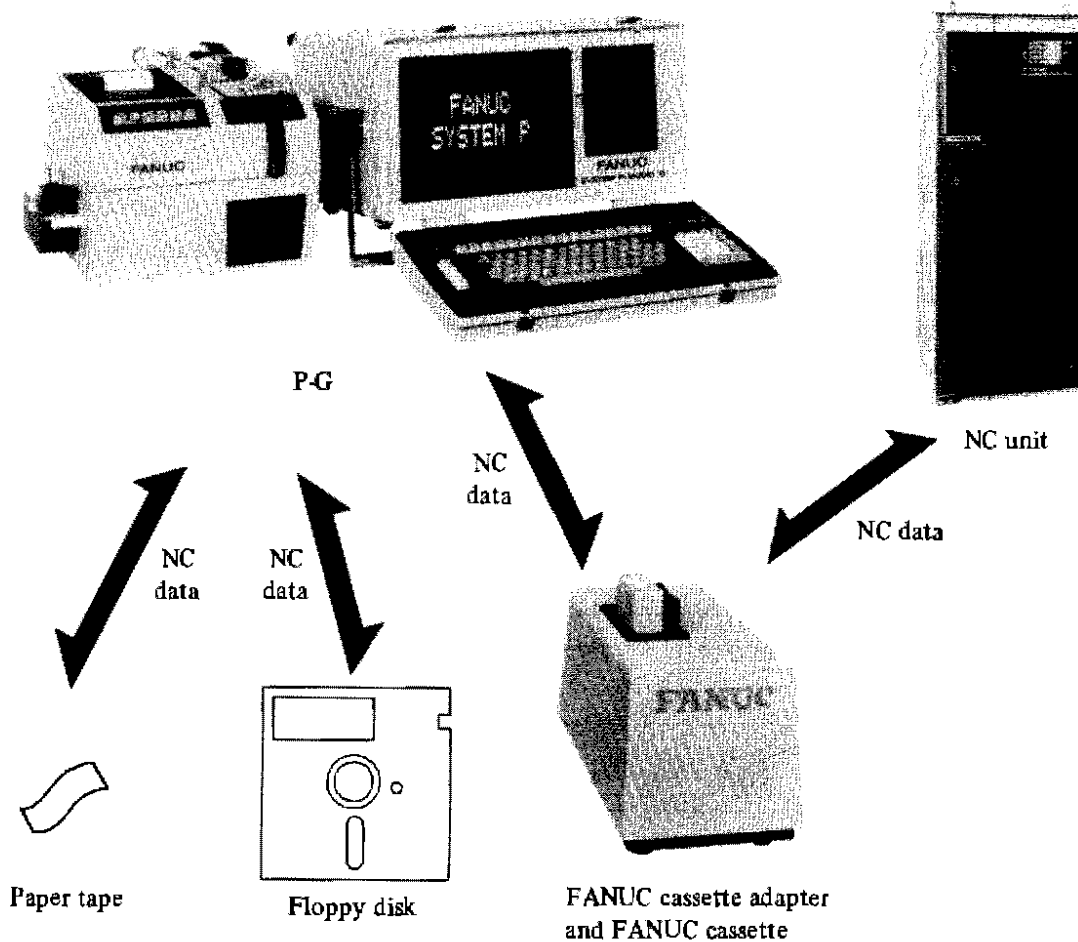 FANUC
SYSTEM P
FANUC
FANUC
P-G
NC unit
NC
data
NC data
NC
data
NC
data
FANUC
Paper tape
Floppy disk
FANUC cassette adapter
and FANUC cassette